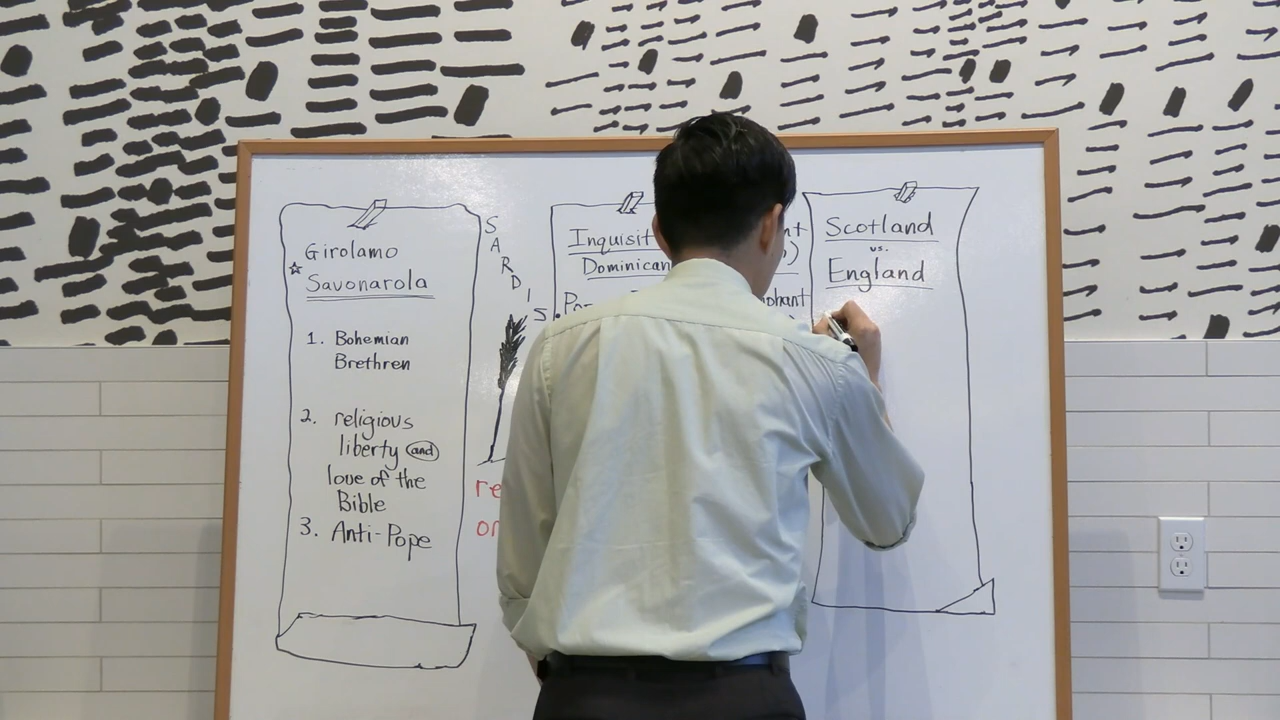 Girolamo
Savonarola
1. Bohemian
Brethren
2. religious
liberty and
love of the
Bible
3. Anti-Pope
SARDIS
Dominican
Scotland
vs.
England